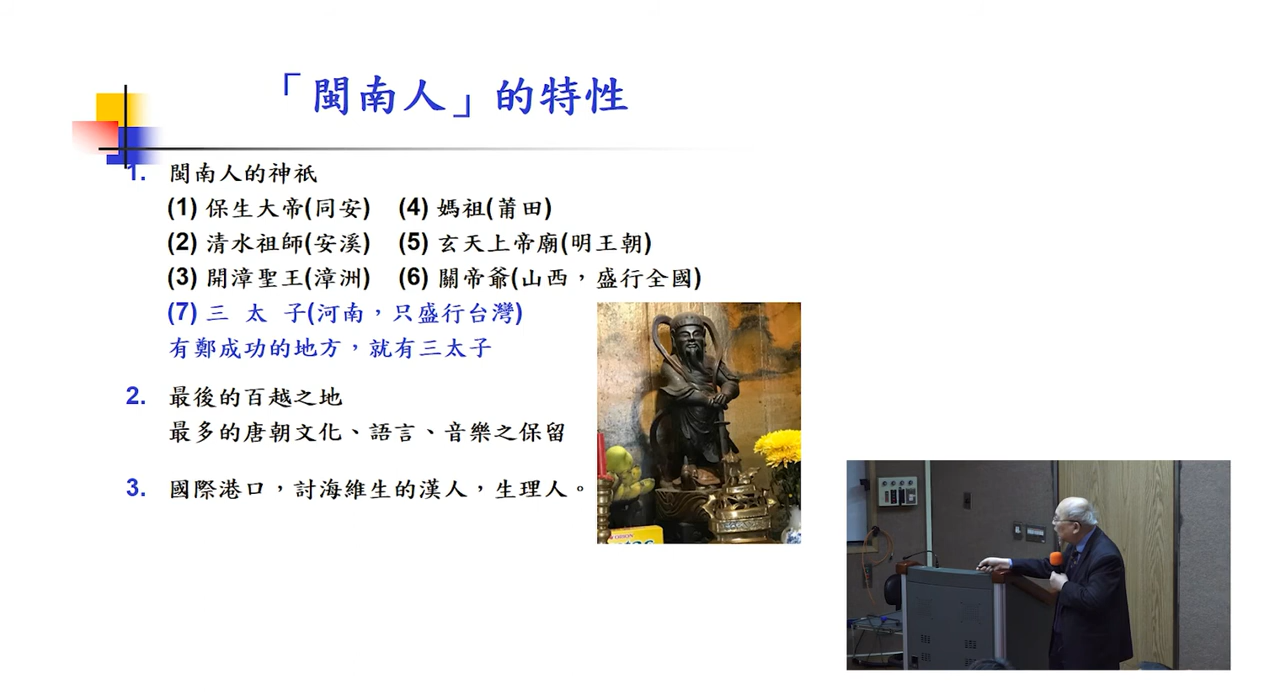 「閩南人」的特性
1. 閩南人的神祇
(1) 保生大帝(同安) (4) 媽祖(莆田)
(2) 清水祖師(安溪) (5) 玄天上帝廟(明王朝)
(3) 開漳聖王(漳洲) (6) 關帝爺(山西，盛行全國)
(7) 三 太 子(河南，只盛行台灣)
有鄭成功的地方，就有三太子
2. 最後的百越之地
最多的唐朝文化、語言、音樂之保留
3. 國際港口，討海維生的漢人，生理人。